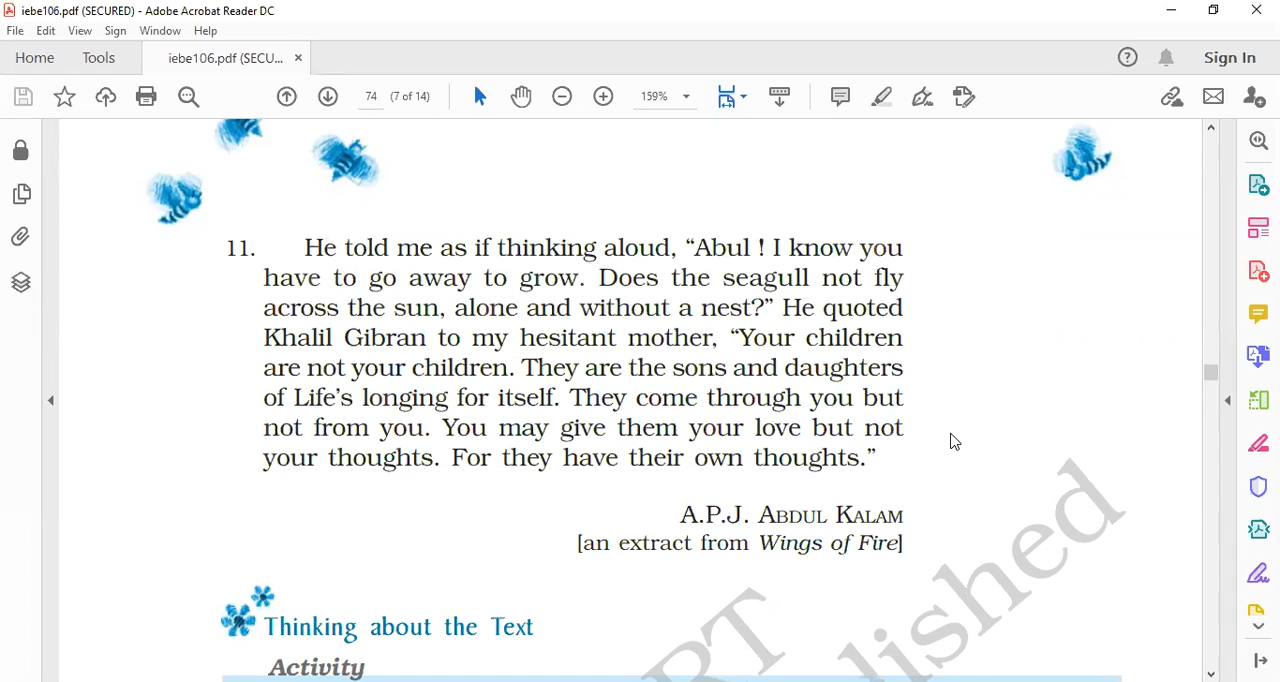 iebe106.pdf (SECURED) - Adobe Acrobat Reader DC
File Edit View Sign Window Help
Home Tools iebe106.pdf (SECU... × Sign In
74 (7 of 14) 159%
11. He told me as if thinking aloud, “Abul ! I know you
have to go away to grow. Does the seagull not fly
across the sun, alone and without a nest?” He quoted
Khalil Gibran to my hesitant mother, “Your children
are not your children. They are the sons and daughters
of Life’s longing for itself. They come through you but
not from you. You may give them your love but not
your thoughts. For they have their own thoughts.”
A.P.J. ABDUL KALAM
[an extract from Wings of Fire]
Thinking about the Text
Activity